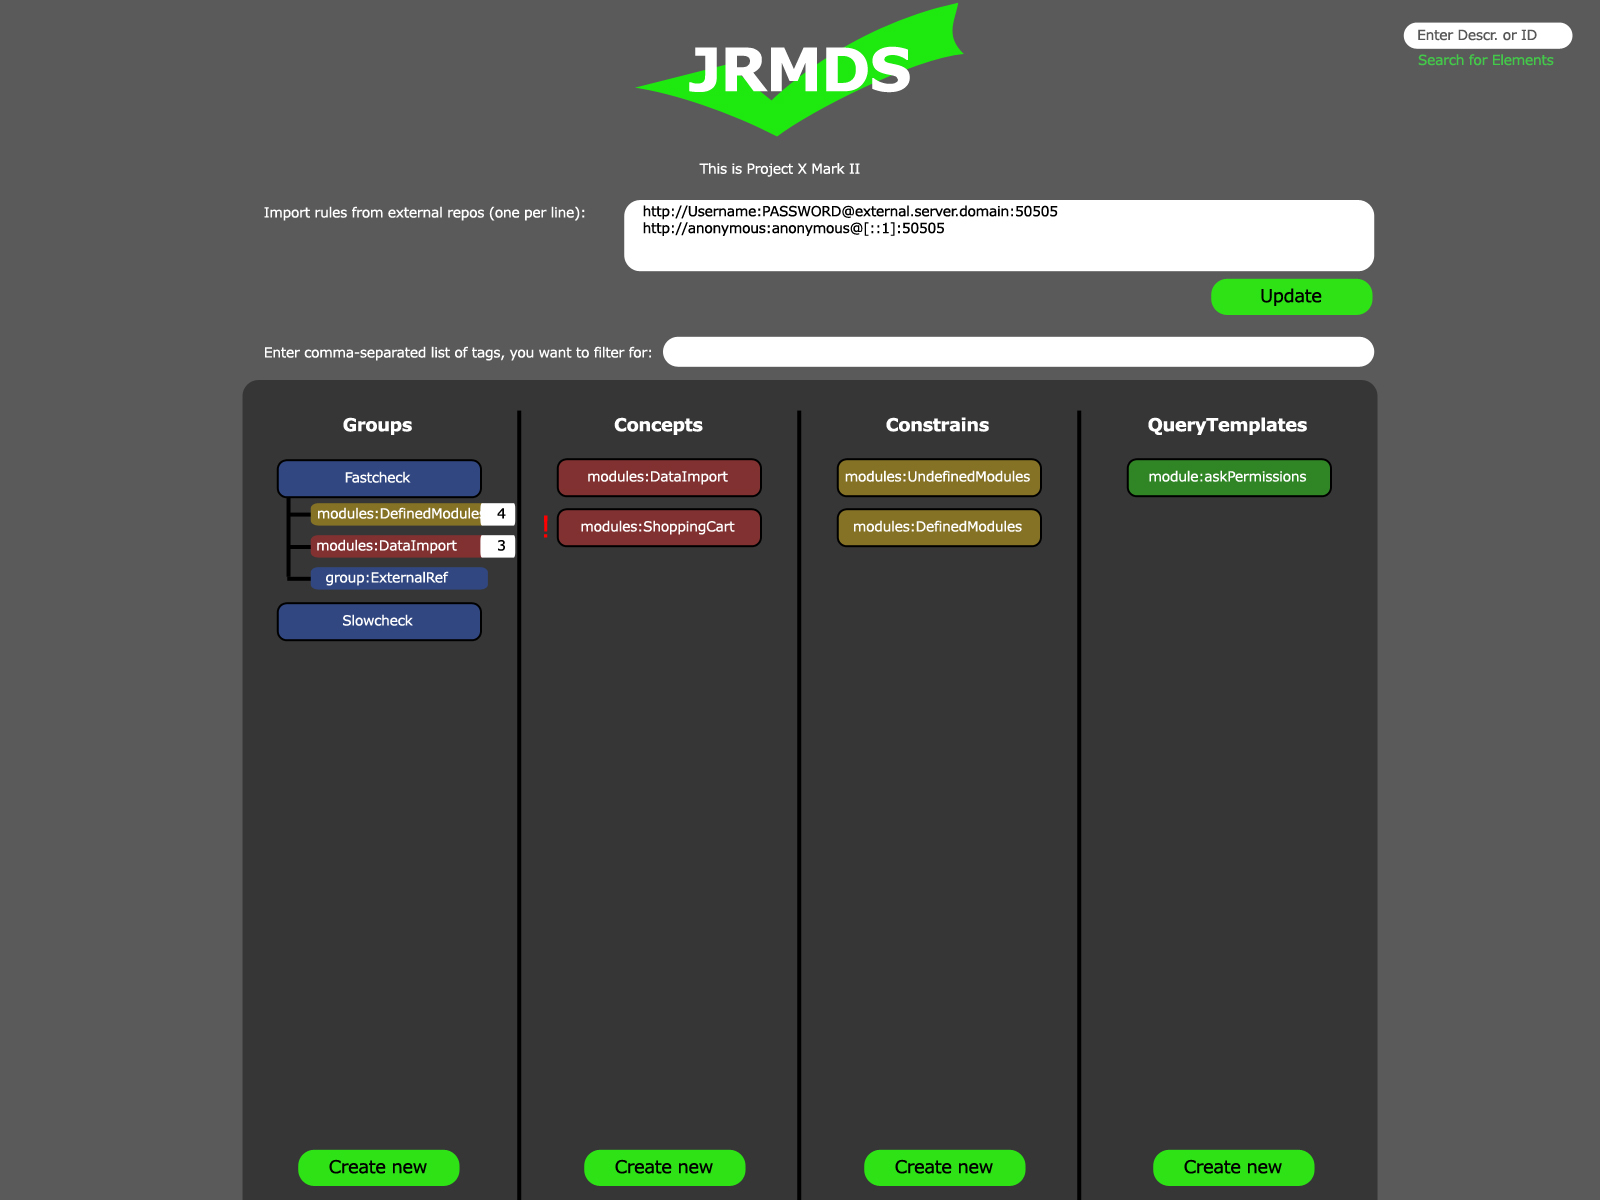 JRMDS
Enter Descr. or ID
Search for Elements
This is Project X Mark II
Import rules from external repos (one per line):
http://Username:PASSWORD@external.server.domain:50505
http://anonymous:anonymous@[::1]:50505
Update
Enter comma-separated list of tags, you want to filter for:
Groups
Fastcheck
modules:DefinedModules 4
modules:DataImport 3
group:ExternalRef
Slowcheck
Create new
Concepts
modules:DataImport
! modules:ShoppingCart
Create new
Constrains
modules:UndefinedModules
modules:DefinedModules
Create new
QueryTemplates
module:askPermissions
Create new